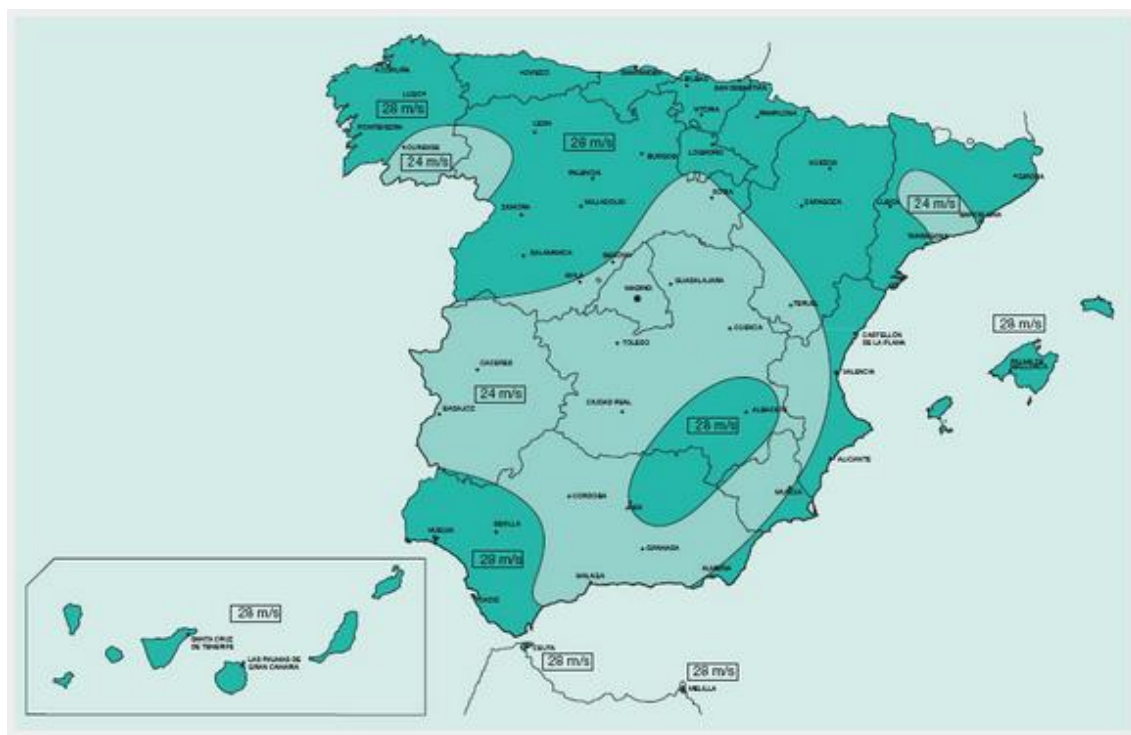 A CORUÑA
LUGO
28 m/s
PONTEVEDRA
OURENSE
24 m/s
OVIEDO
SANTANDER
BILBAO
SAN SEBASTIAN
VITORIA
PAMPLONA
LEON
28 m/s
BURGOS
LOGROÑO
PALENCIA
HUESCA
GIRONA
ZAMORA
VALLADOLID
SORIA
ZARAGOZA
LLEIDA
24 m/s
BARCELONA
TARRAGONA
SALAMANCA
SEGOVIA
AVILA
MADRID
GUADALAJARA
TERUEL
CUENCA
TOLEDO
CASTELLÓN
DE LA PLANA
28 m/s
PALMA DE
MALLORCA
CACERES
24 m/s
BADAJOZ
CIUDAD REAL
VALENCIA
ALBACETE
28 m/s
ALICANTE
CORDOBA
JAEN
MURCIA
HUELVA
SEVILLA
28 m/s
GRANADA
MALAGA
ALMERIA
CADIZ
28 m/s
SANTA CRUZ
DE TENERIFE
LAS PALMAS DE
GRAN CANARIA
CEUTA
28 m/s
28 m/s
MELILLA